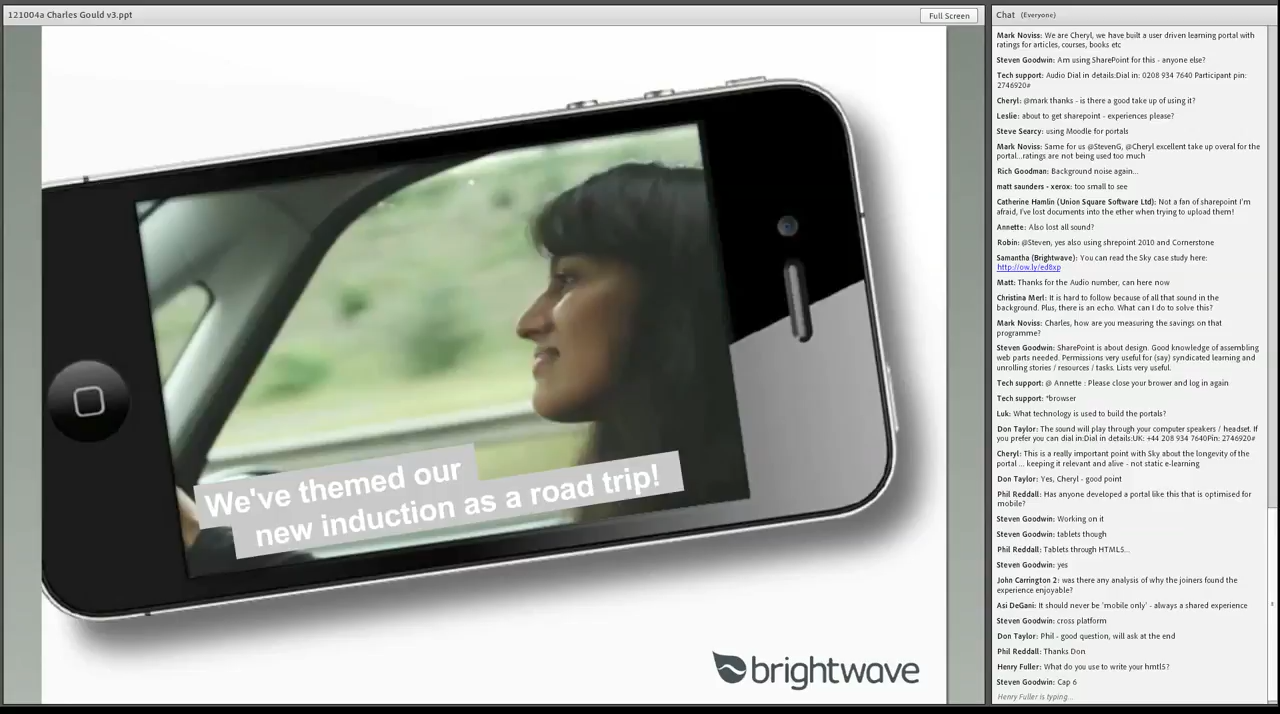 121004a Charles Gould v3.ppt
Full Screen
We've themed our
new induction as a road trip!
brightwave
Chat (Everyone)
Mark Noviss: We are Cheryl, we have built a user driven learning portal with
ratings for articles, courses, books etc
Steven Goodwin: Am using SharePoint for this - anyone else?
Tech support: Audio Dial in details:Dial in: 0208 934 7640 Participant pin:
2746920#
Cheryl: @mark thanks - is there a good take up of using it?
Leslie: about to get sharepoint - experiences please?
Steve Searcy: using Moodle for portals
Mark Noviss: Same for us @StevenG, @Cheryl excellent take up overal for the
portal...ratings are not being used too much
Rich Goodman: Background noise again...
matt saunders - xerox: too small to see
Catherine Hamlin (Union Square Software Ltd): Not a fan of sharepoint I'm
afraid, I've lost documents into the ether when trying to upload them!
Annette: Also lost all sound?
Robin: @Steven, yes also using shrepoint 2010 and Cornerstone
Samantha (Brightwave): You can read the Sky case study here:
http://ow.ly/ed8xp
Matt: Thanks for the Audio number, can here now
Christina Merl: It is hard to follow because of all that sound in the
background. Plus, there is an echo. What can I do to solve this?
Mark Noviss: Charles, how are you measuring the savings on that
programme?
Steven Goodwin: SharePoint is about design. Good knowledge of assembling
web parts needed. Permissions very useful for (say) syndicated learning and
unrolling stories / resources / tasks. Lists very useful.
Tech support: @ Annette : Please close your brower and log in again
Tech support: *browser
Luk: What technology is used to build the portals?
Don Taylor: The sound will play through your computer speakers / headset. If
you prefer you can dial in:Dial in details:UK: +44 208 934 7640Pin: 2746920#
Cheryl: This is a really important point with Sky about the longevity of the
portal ... keeping it relevant and alive - not static e-learning
Don Taylor: Yes, Cheryl - good point
Phil Reddall: Has anyone developed a portal like this that is optimised for
mobile?
Steven Goodwin: Working on it
Steven Goodwin: tablets though
Phil Reddall: Tablets through HTML5...
Steven Goodwin: yes
John Carrington 2: was there any analysis of why the joiners found the
experience enjoyable?
Asi DeGani: It should never be 'mobile only' - always a shared experience
Steven Goodwin: cross platform
Don Taylor: Phil - good question, will ask at the end
Phil Reddall: Thanks Don
Henry Fuller: What do you use to write your hmtl5?
Steven Goodwin: Cap 6
Henry Fuller is typing...